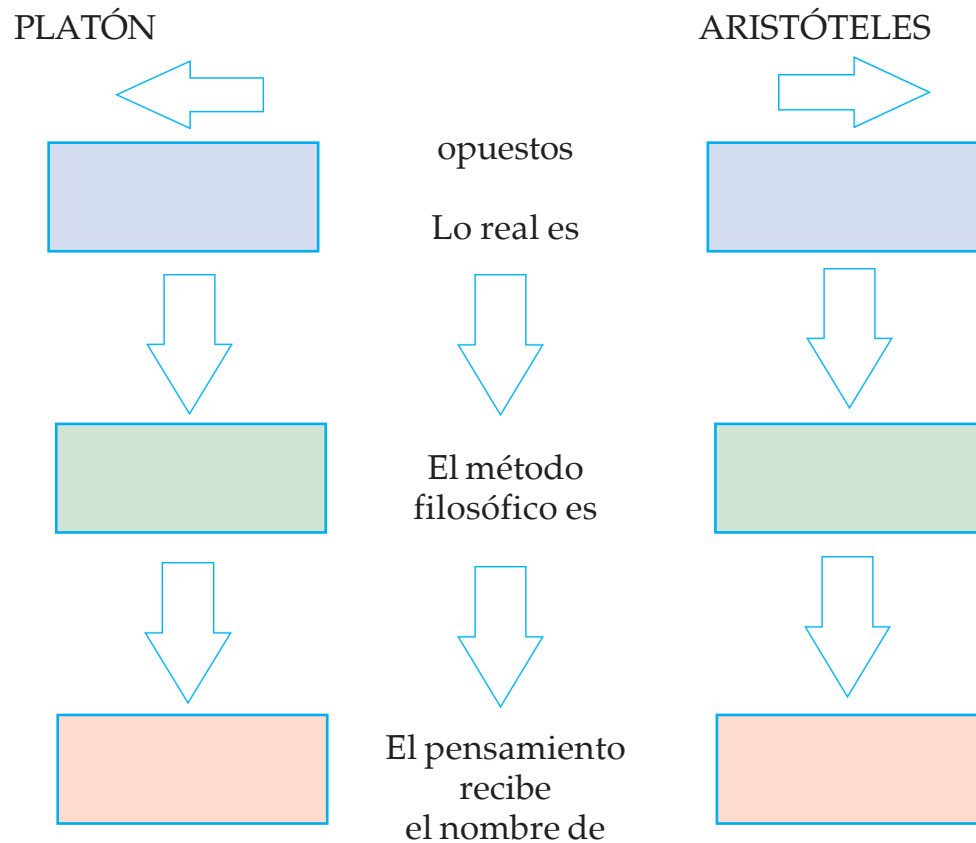 PLATÓN
ARISTÓTELES
opuestos
Lo real es
El método
filosófico es
El pensamiento
recibe
el nombre de